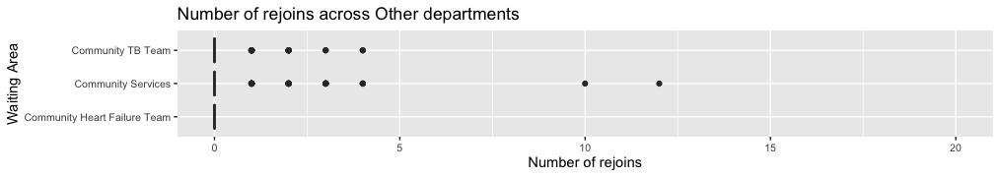 Number of rejoins across Other departments
Waiting Area
Community TB Team
Community Services
Community Heart Failure Team
0 5 10 15 20
Number of rejoins